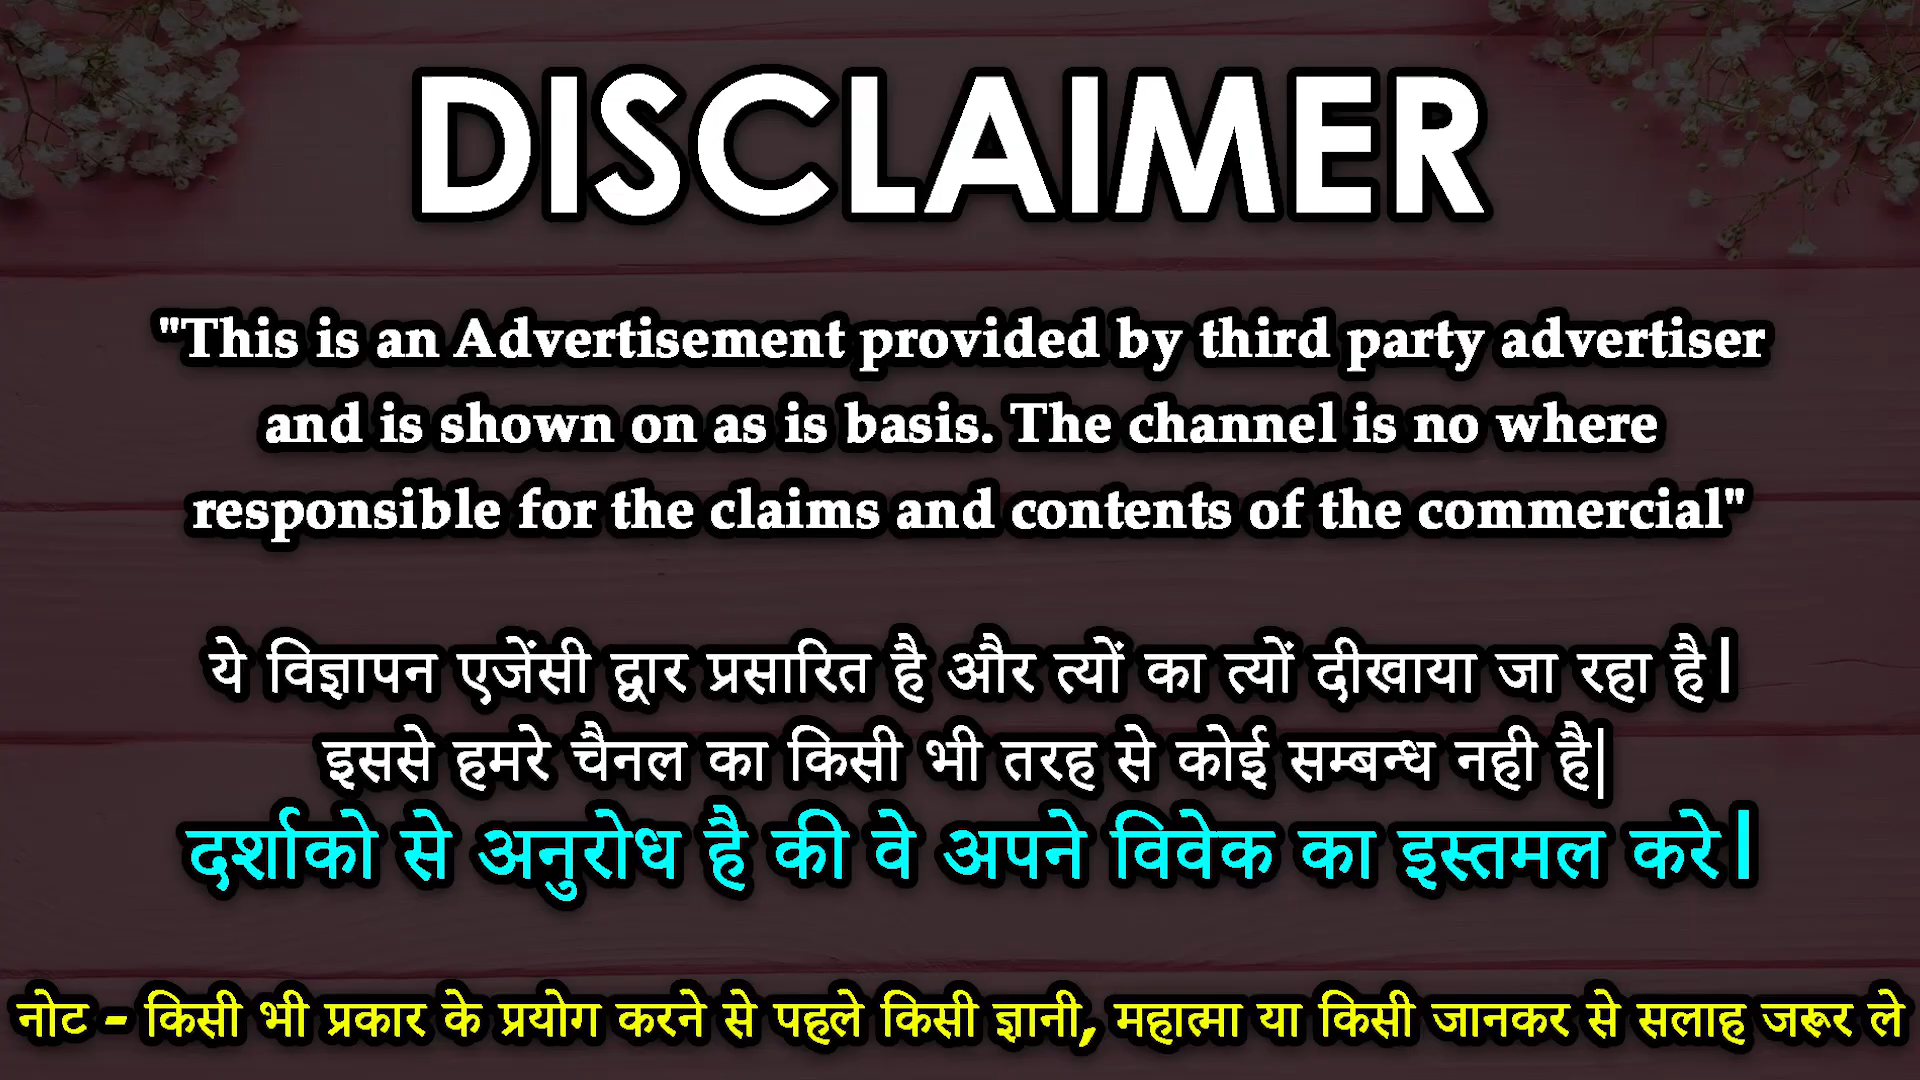 DISCLAIMER
"This is an Advertisement provided by third party advertiser
and is shown on as is basis. The channel is no where
responsible for the claims and contents of the commercial"
ये विज्ञापन एजेंसी द्वार प्रसारित है और त्यों का त्यों दीखाया जा रहा है।
इससे हमरे चैनल का किसी भी तरह से कोई सम्बन्ध नही है|
दर्शाको से अनुरोध है की वे अपने विवेक का इस्तमल करे।
नोट - किसी भी प्रकार के प्रयोग करने से पहले किसी ज्ञानी, महात्मा या किसी जानकर से सलाह जरूर ले